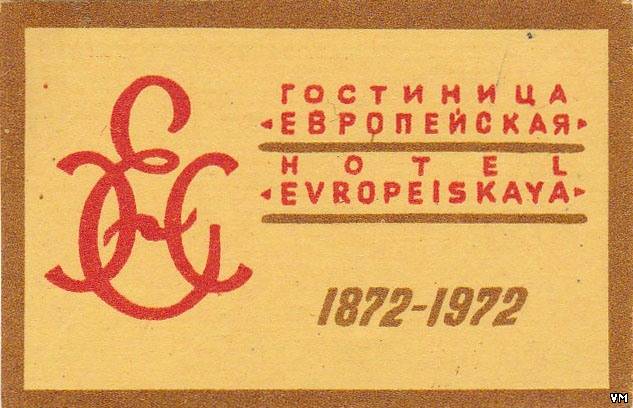 ГОСТИНИЦА
«ЕВРОПЕЙСКАЯ»
HOTEL
«EVROPEISKAYA»
1872-1972
VM